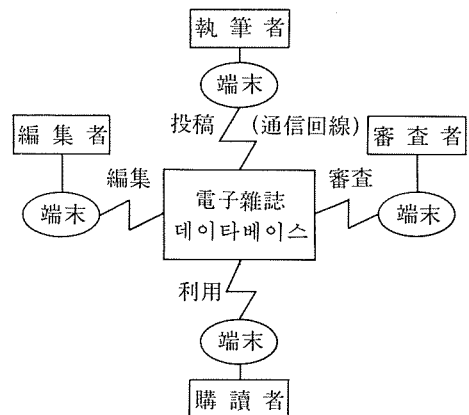 執筆者
端末
投稿 (通信回線)
編集者
審査者
編集
審査
端末
電子雜誌
데이타베이스
端末
利用
端末
購讀者